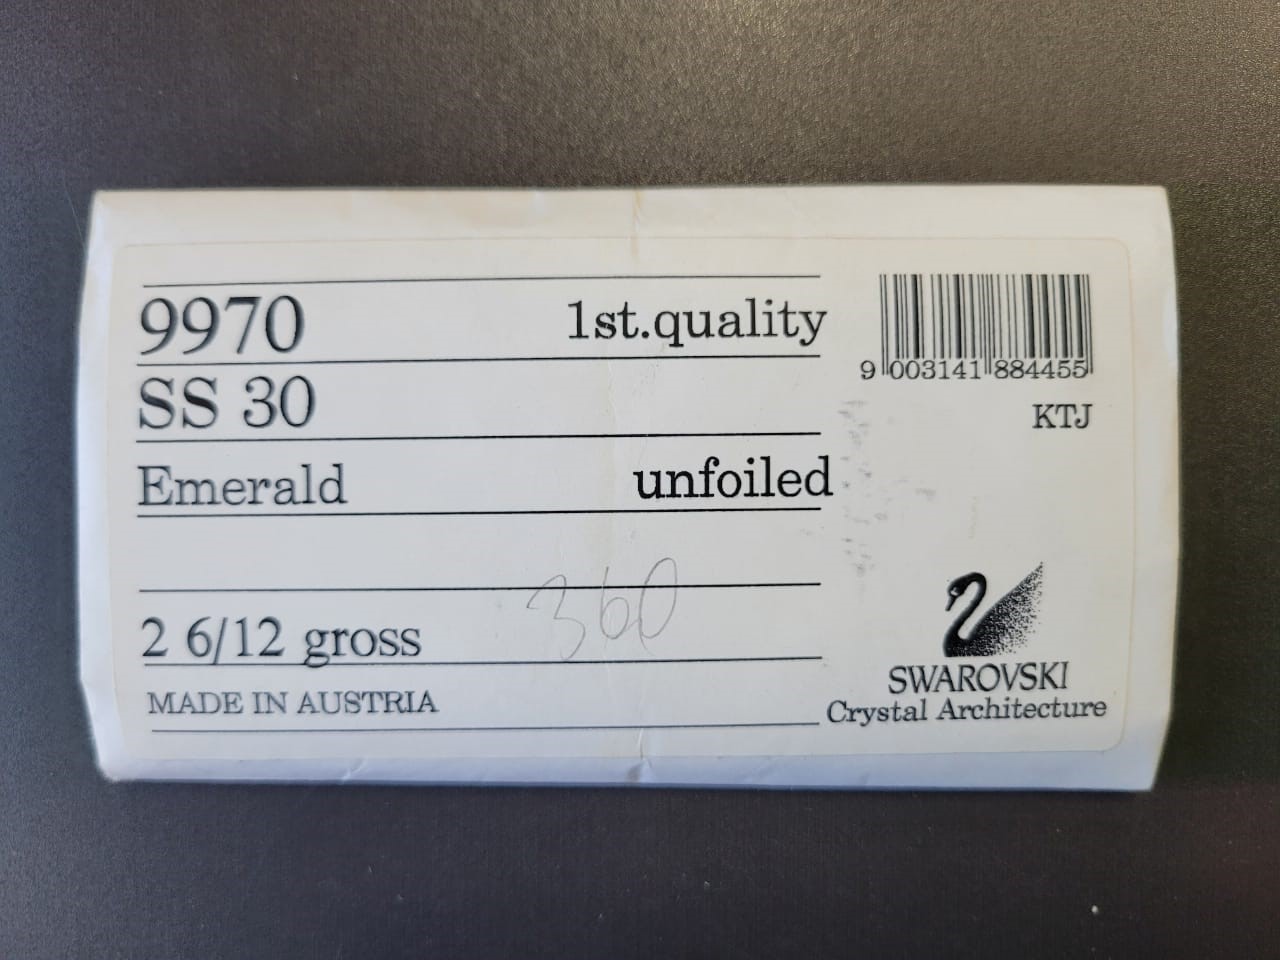 9970 1st.quality
SS 30
Emerald unfoiled
2 6/12 gross 360
MADE IN AUSTRIA
9 003141 884455
KTJ
SWAROVSKI
Crystal Architecture